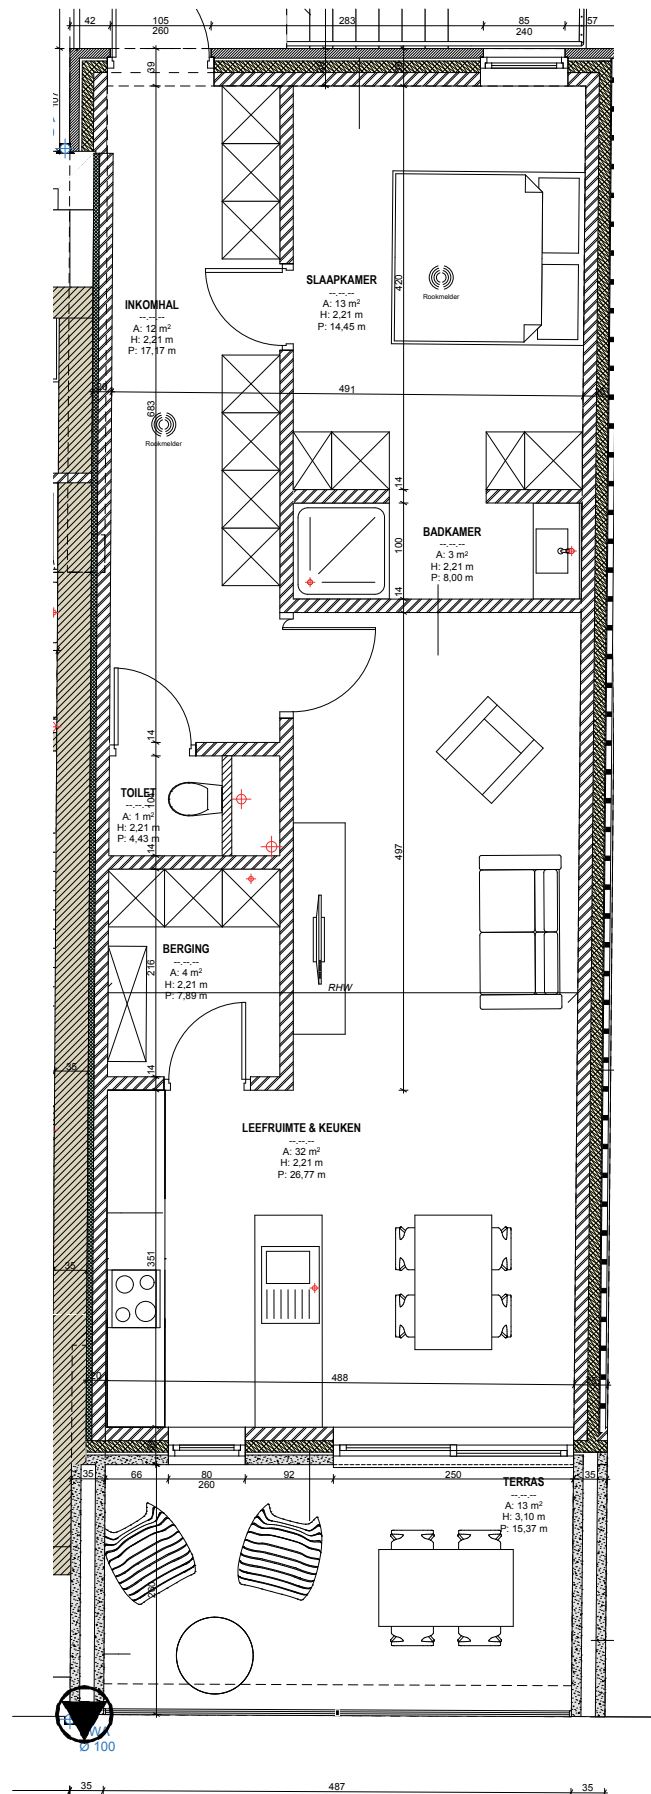 42
105
260
283
85
240
57
39
107
SLAAPKAMER
--.--.--
A: 13 m²
H: 2,21 m
P: 14,45 m
Rookmelder
420
INKOMHAL
--.--.--
A: 12 m²
H: 2,21 m
P: 17,17 m
491
683
Rookmelder
14
BADKAMER
--.--.--
A: 3 m²
H: 2,21 m
P: 8,00 m
100
14
14
TOILET
--.--.--
A: 1 m²
H: 2,21 m
P: 4,43 m
14
497
BERGING
--.--.--
A: 4 m²
H: 2,21 m
P: 7,89 m
216
RHW
14
35
LEEFRUIMTE & KEUKEN
--.--.--
A: 32 m²
H: 2,21 m
P: 26,77 m
351
35
488
35
66
80
260
92
250
35
TERRAS
--.--.--
A: 13 m²
H: 3,10 m
P: 15,37 m
Ø 100
35
487
35